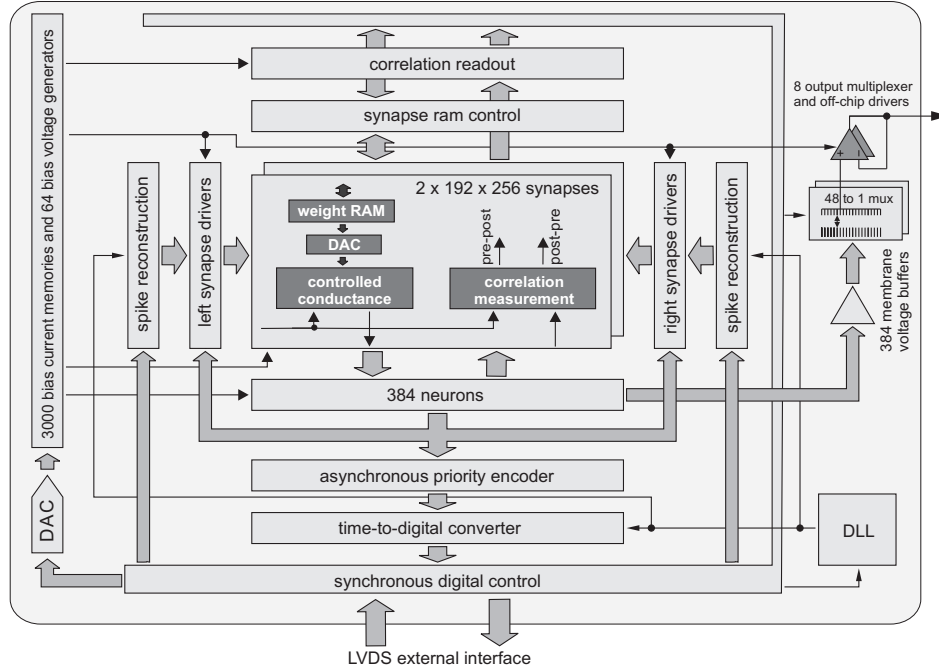 3000 bias current memories and 64 bias voltage generators
correlation readout
synapse ram control
8 output multiplexer
and off-chip drivers
+
–
spike reconstruction
left synapse drivers
2 x 192 x 256 synapses
weight RAM
DAC
controlled
conductance
pre-post
post-pre
correlation
measurement
right synapse drivers
spike reconstruction
48 to 1 mux
384 membrane
voltage buffers
384 neurons
asynchronous priority encoder
time-to-digital converter
DAC
DLL
synchronous digital control
LVDS external interface